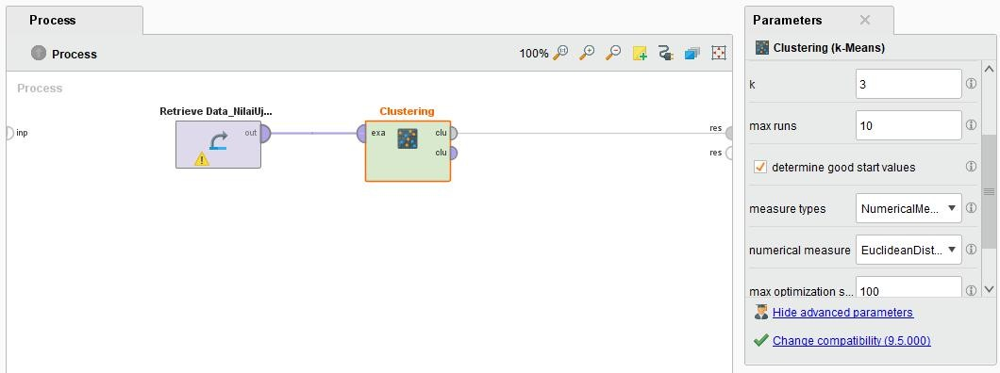 Process
Process
100%
Process
Retrieve Data_NilaiUj...
Clustering
inp
out
exa
clu
clu
res
res
Parameters
Clustering (k-Means)
k 3
max runs 10
determine good start values
measure types NumericalMe...
numerical measure EuclideanDist...
max optimization s... 100
Hide advanced parameters
Change compatibility (9.5.000)